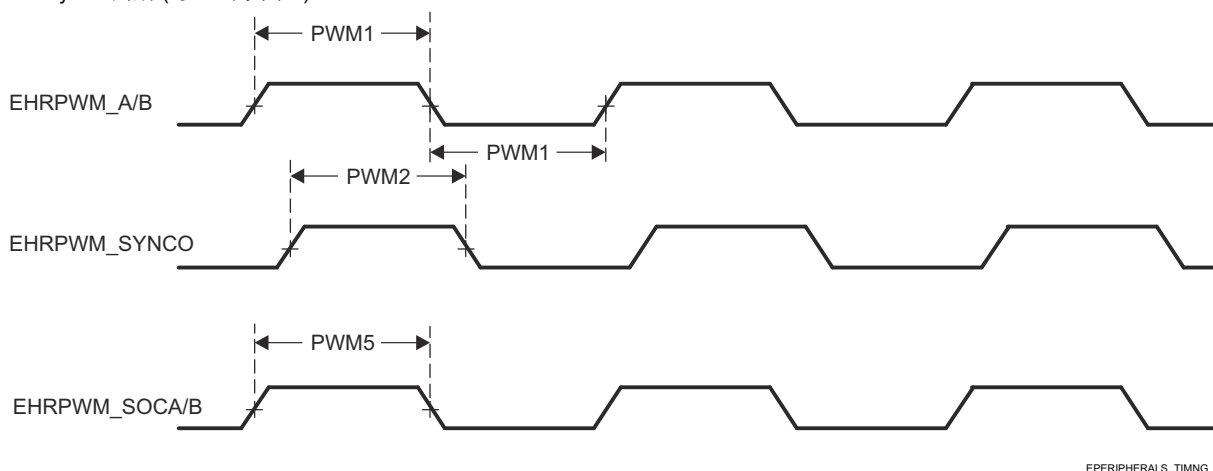 PWM1
EHRPWM_A/B
PWM1
PWM2
EHRPWM_SYNCO
PWM5
EHRPWM_SOCA/B
EPERIPHERALS_TIMNG